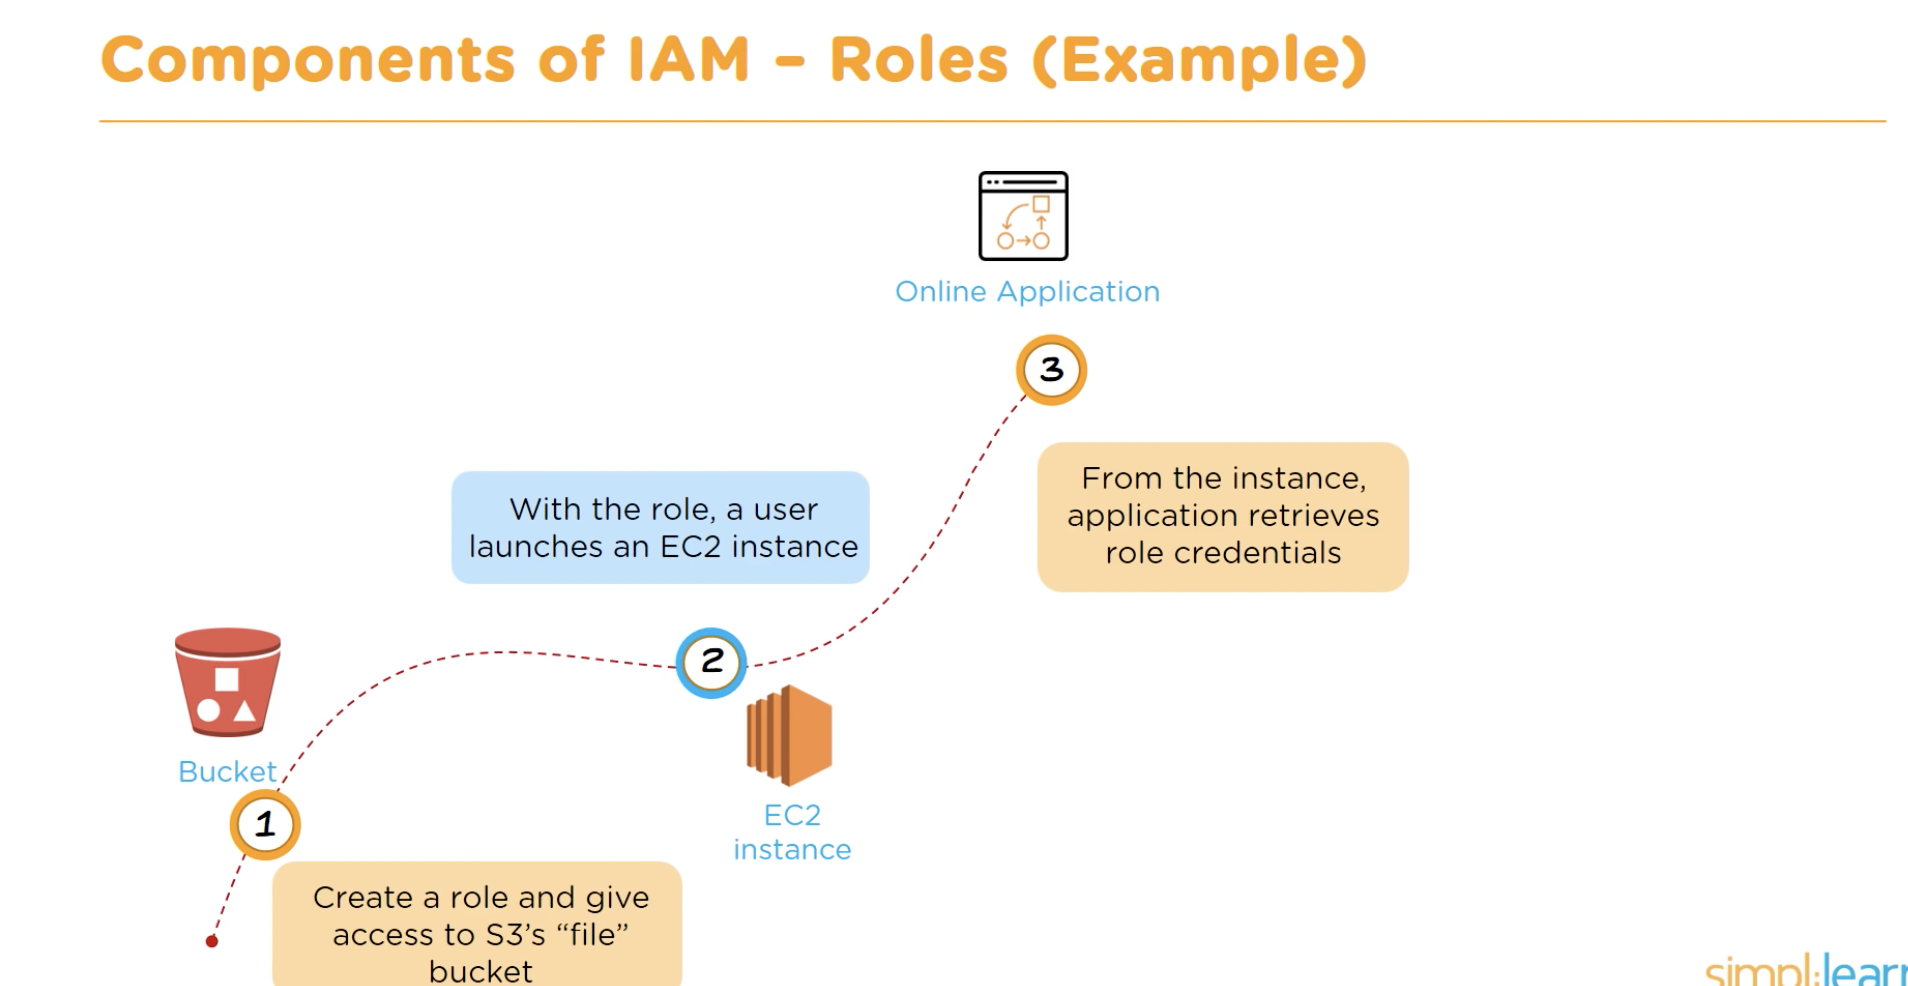 Components of IAM – Roles (Example)
Online Application
3
From the instance,
application retrieves
role credentials
With the role, a user
launches an EC2 instance
2
EC2
instance
Bucket
1
Create a role and give
access to S3's “file”
bucket
simplilearn